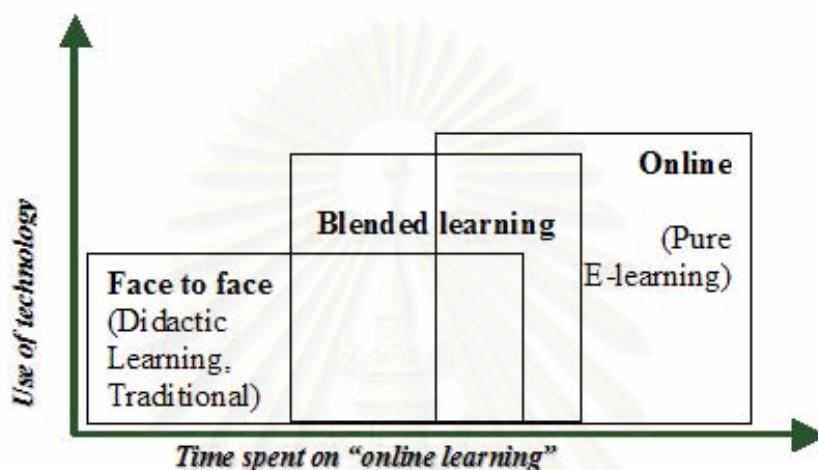 Use of technology
Online
(Pure
E-learning)
Blended learning
Face to face
(Didactic
Learning,
Traditional)
Time spent on “online learning”